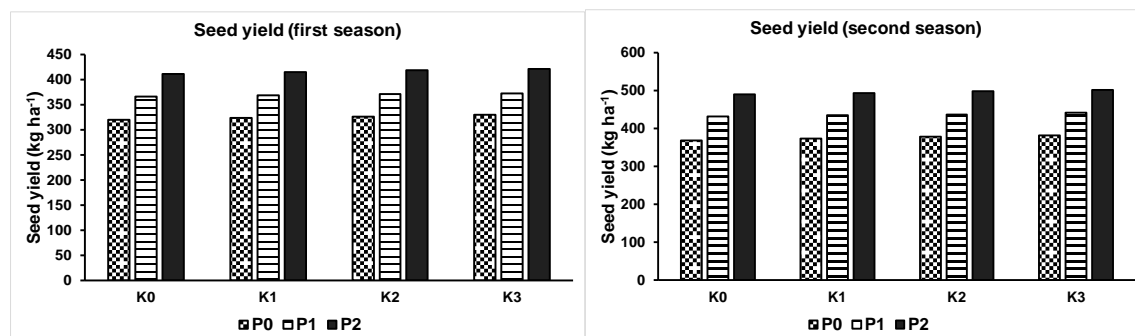 Seed yield (first season)
Seed yield (kg ha⁻¹)
450
400
350
300
250
200
150
100
50
0
K0 K1 K2 K3
P0 P1 P2
Seed yield (second season)
Seed yield (kg ha⁻¹)
600
500
400
300
200
100
0
K0 K1 K2 K3
P0 P1 P2